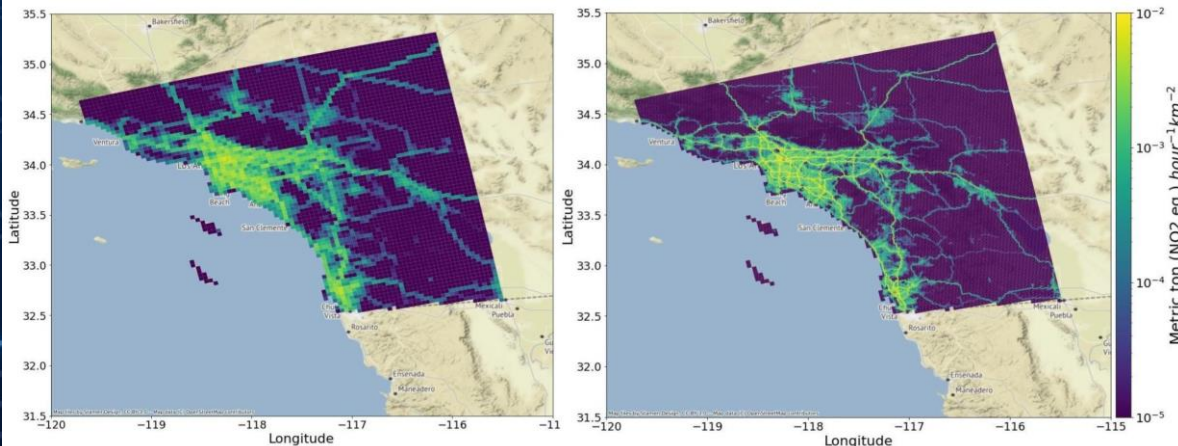 35.5
35.0
34.5
34.0
33.5
33.0
32.5
32.0
31.5
Latitude
Bakersfield
Ventura
Beach
San Clemente
Vista
Rosarito
Mexicali
Puebla
Ensenada
Maneadero
−120
−119
−118
−117
−116
−115
Longitude
35.5
35.0
34.5
34.0
33.5
33.0
32.5
32.0
31.5
Latitude
Bakersfield
Ventura
Beach
San Clemente
Vista
Rosarito
Mexicali
Puebla
Ensenada
Maneadero
−120
−119
−118
−117
−116
−115
Longitude
10⁻²
10⁻³
10⁻⁴
10⁻⁵
Metric ton (NO2 eq.) hour⁻¹km⁻²